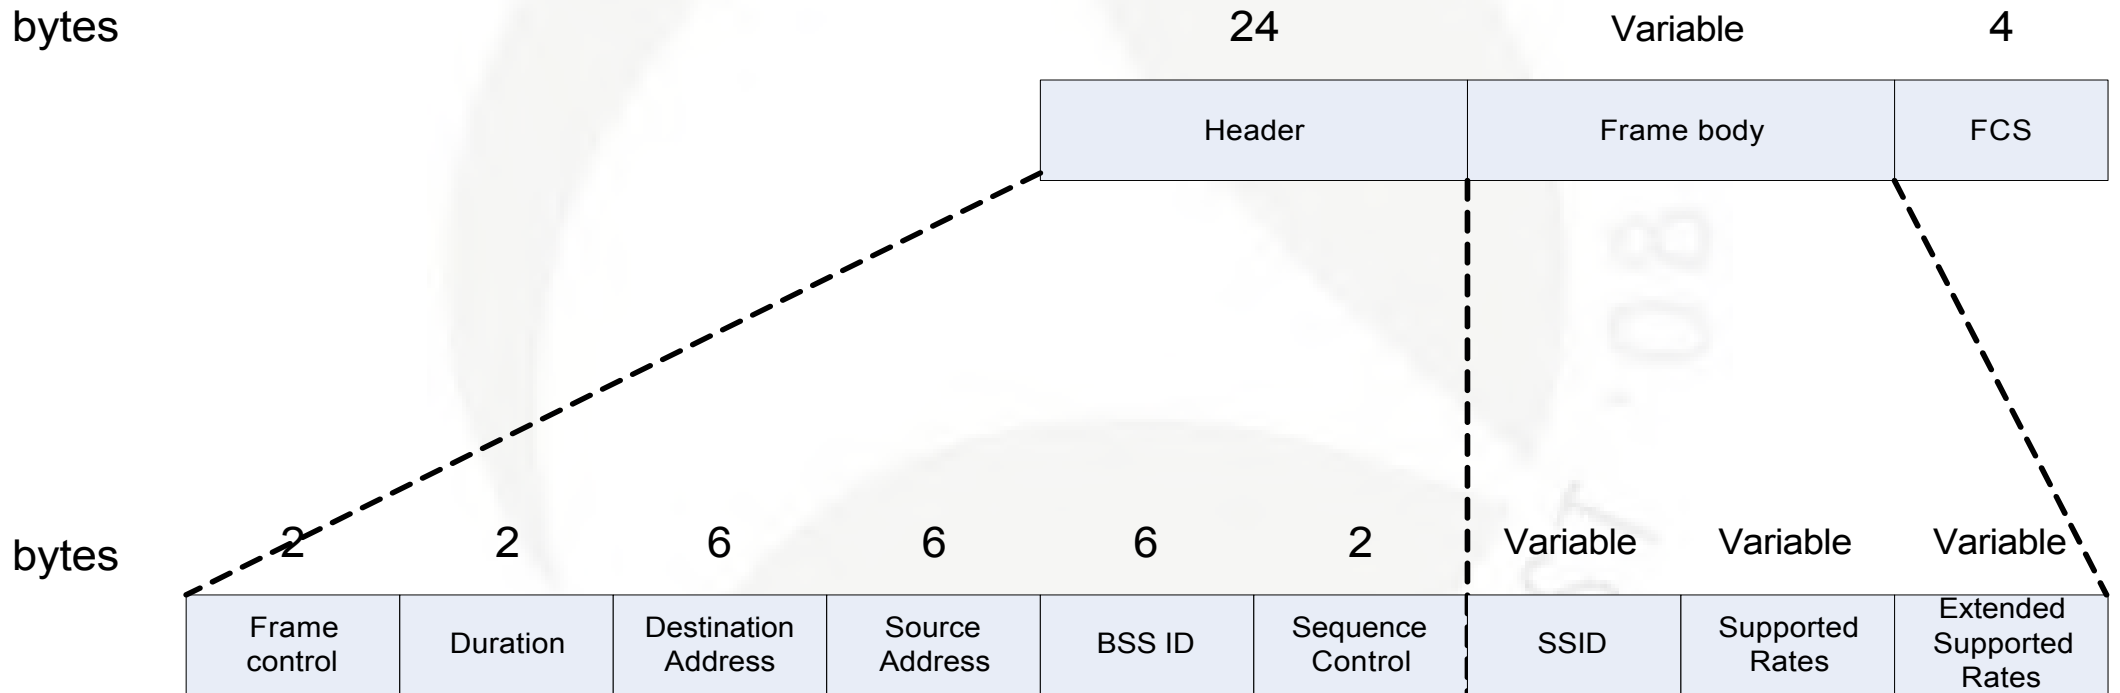 bytes 24 Variable 4
Header Frame body FCS
'08
bytes 2 2 6 6 6 2 Variable Variable Variable
Frame control Duration Destination Address Source Address BSS ID Sequence Control SSID Supported Rates Extended Supported Rates